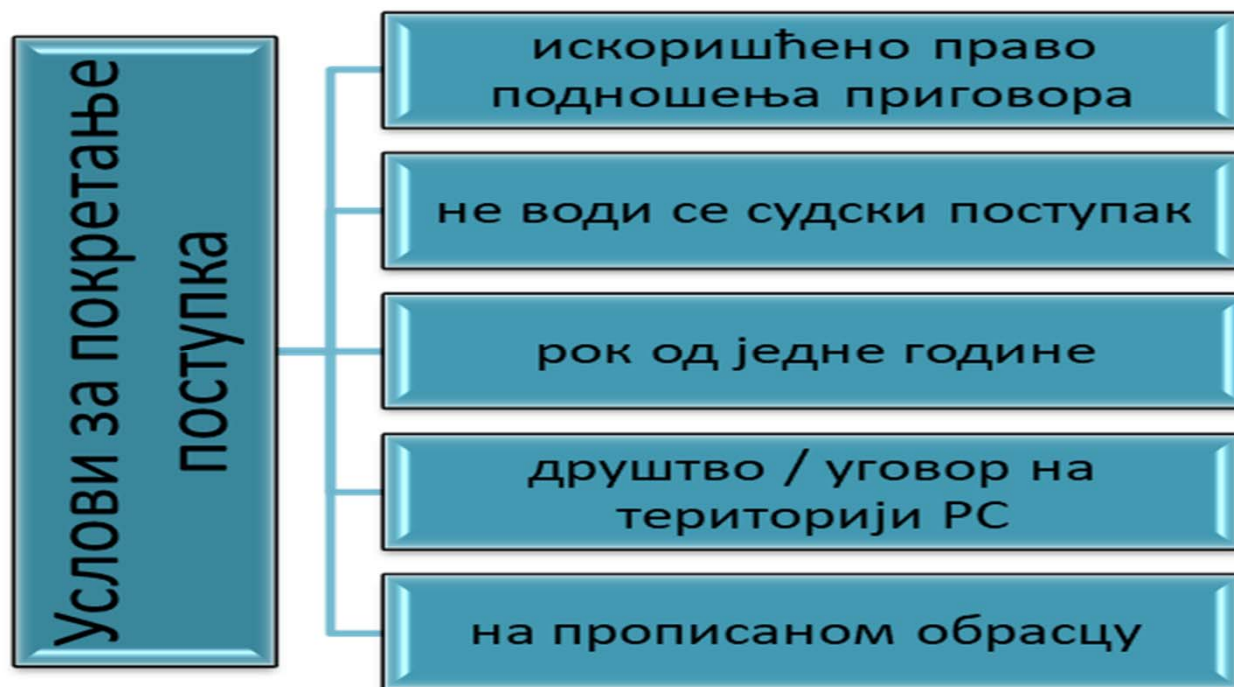 Услови за покретање
поступка
искоришћено право
подношења приговора
не води се судски поступак
рок од једне године
друштво / уговор на
територији РС
на прописаном обрасцу